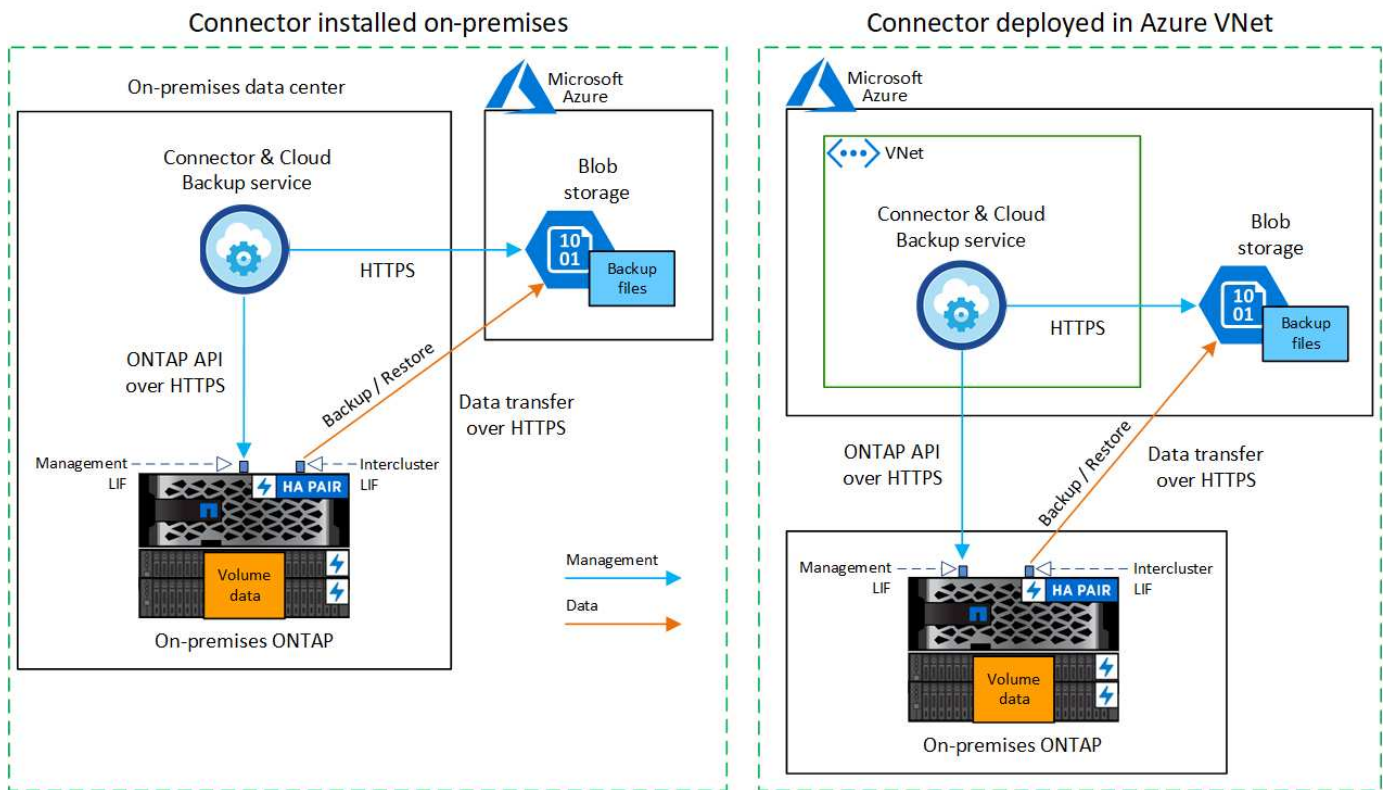 Connector installed on-premises
On-premises data center
Microsoft
Azure
Connector & Cloud
Backup service
Blob
storage
10
01
Backup
files
HTTPS
ONTAP API
over HTTPS
Backup / Restore
Data transfer
over HTTPS
Management
LIF
Intercluster
LIF
HA PAIR
Volume
data
On-premises ONTAP
Management
Data
Connector deployed in Azure VNet
Microsoft
Azure
VNet
Connector & Cloud
Backup service
Blob
storage
10
01
Backup
files
HTTPS
ONTAP API
over HTTPS
Backup / Restore
Data transfer
over HTTPS
Management
LIF
Intercluster
LIF
HA PAIR
Volume
data
On-premises ONTAP